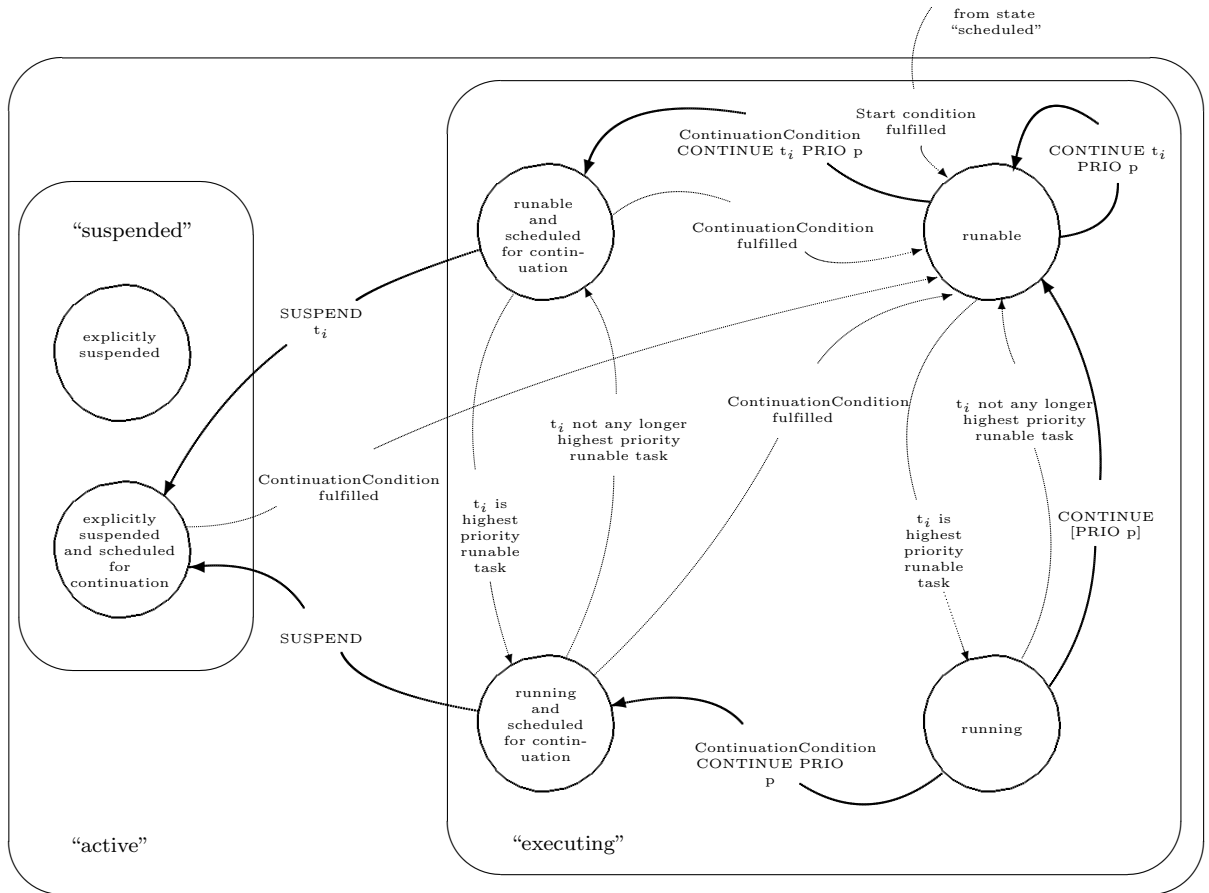 from state
“scheduled”
Start condition
fulfilled
ContinuationCondition
CONTINUE t_i PRIO p
CONTINUE t_i
PRIO p
“suspended”
runable
and
scheduled
for contin-
uation
ContinuationCondition
fulfilled
runable
SUSPEND
t_i
explicitly
suspended
t_i not any longer
highest priority
runable task
ContinuationCondition
fulfilled
t_i not any longer
highest priority
runable task
ContinuationCondition
fulfilled
t_i is
highest
priority
runable
task
t_i is
highest
priority
runable
task
CONTINUE
[PRIO p]
explicitly
suspended
and scheduled
for
continuation
SUSPEND
running
and
scheduled
for contin-
uation
ContinuationCondition
CONTINUE PRIO
p
running
“active”
“executing”